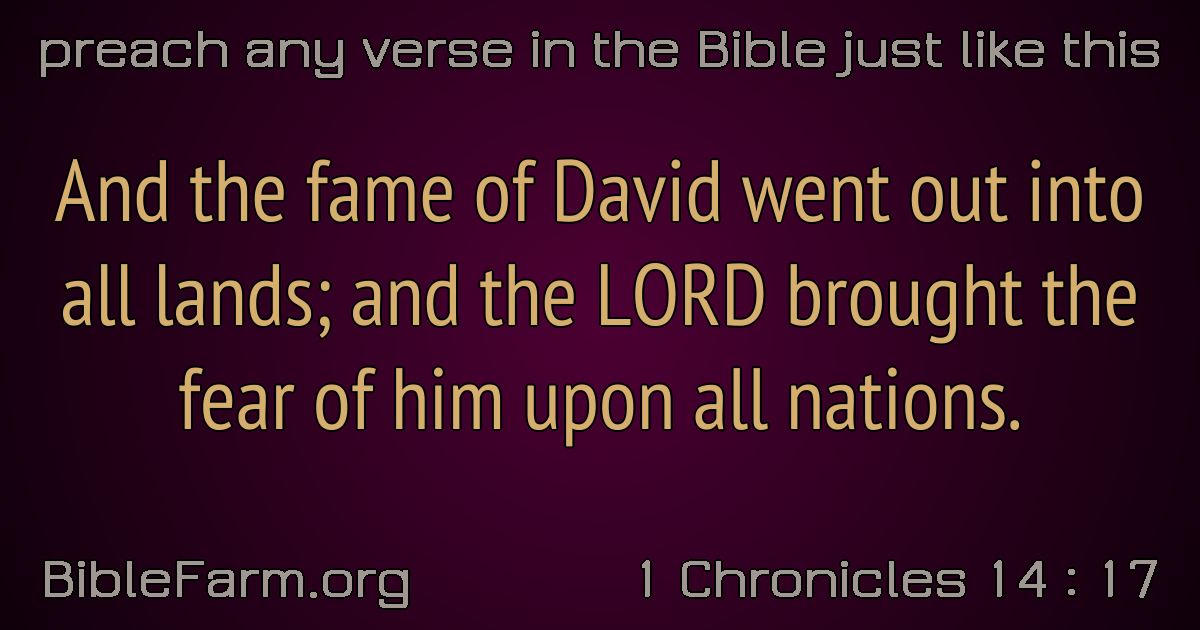 preach any verse in the Bible just like this
And the fame of David went out into
all lands; and the LORD brought the
fear of him upon all nations.
BibleFarm.org
1 Chronicles 14 : 17